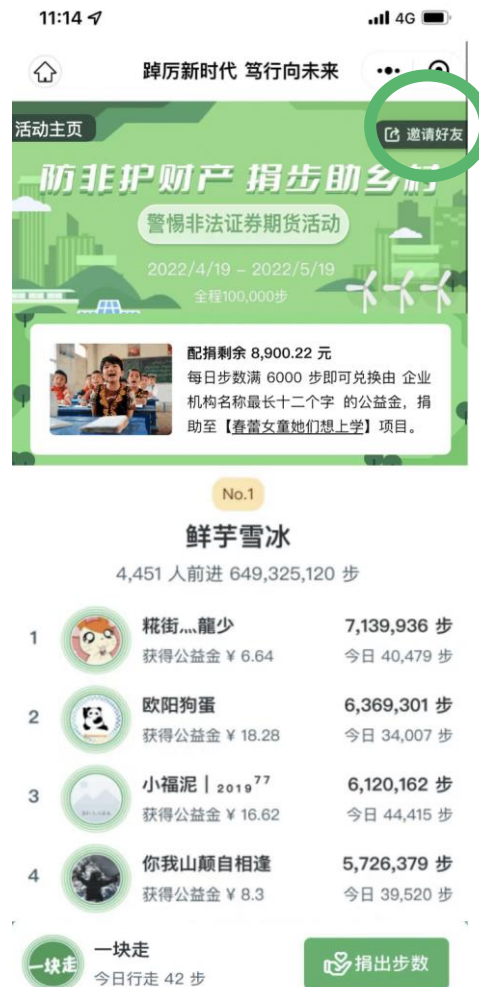 11:14
4G
踔厉新时代 笃行向未来
活动主页
邀请好友
防非护财产 捐步助乡村
警惕非法证券期货活动
2022/4/19 – 2022/5/19
全程100,000步
配捐剩余 8,900.22 元
每日步数满 6000 步即可兑换由 企业
机构名称最长十二个字 的公益金，捐
助至【春蕾女童她们想上学】项目。
No.1
鲜芋雪冰
4,451 人前进 649,325,120 步
1
糀街灬龍少
7,139,936 步
获得公益金 ¥ 6.64
今日 40,479 步
2
欧阳狗蛋
6,369,301 步
获得公益金 ¥ 18.28
今日 34,007 步
3
小福泥丨₂₀₁₉⁷⁷
6,120,162 步
获得公益金 ¥ 16.62
今日 44,415 步
4
你我山颠自相逢
5,726,379 步
获得公益金 ¥ 8.3
今日 39,520 步
一块走
一块走
今日行走 42 步
捐出步数